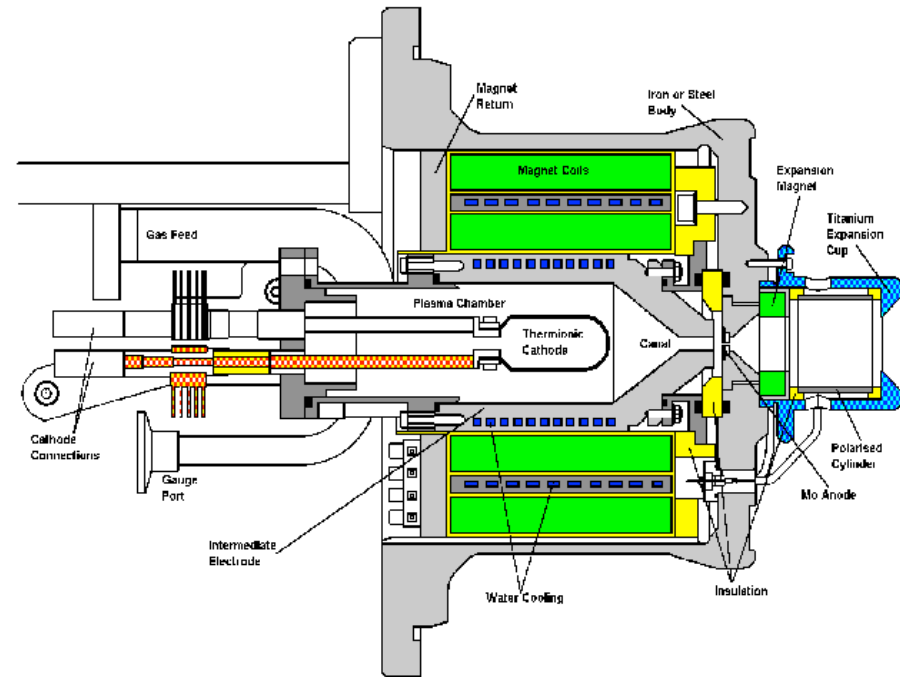 Magnet
Return
Iron or Steel
Body
Magnet Coils
Expansion
Magnet
Titanium
Expansion
Cup
Gas Feed
Plasma Chamber
Thermionic
Cathode
Canal
Cathode
Connections
Gauge
Port
Polarised
Cylinder
Mo Anode
Intermediate
Electrode
Water Cooling
Insulation